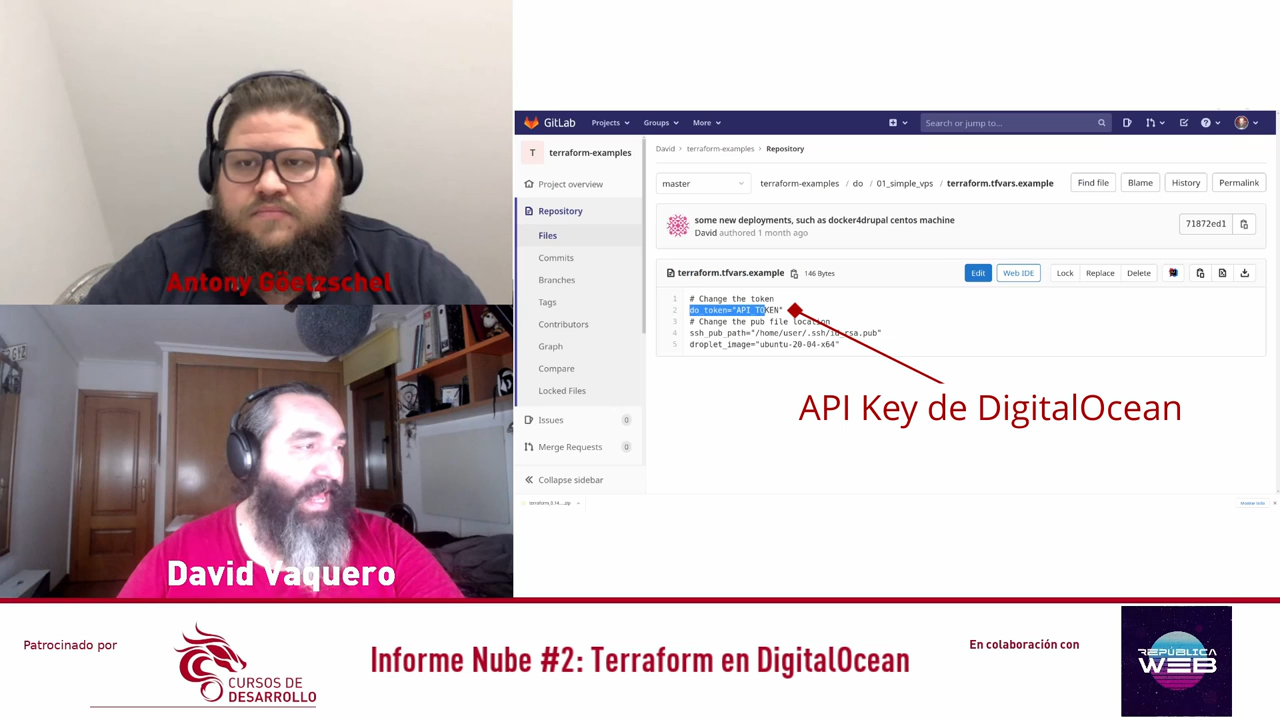 Antony Göetzschel
David Vaquero
GitLab
Projects
Groups
More
Search or jump to...
T
terraform-examples
Project overview
Repository
Files
Commits
Branches
Tags
Contributors
Graph
Compare
Locked Files
Issues
0
Merge Requests
0
Collapse sidebar
David > terraform-examples > Repository
master
terraform-examples / do / 01_simple_vps / terraform.tfvars.example
Find file
Blame
History
Permalink
some new deployments, such as docker4drupal centos machine
David authored 1 month ago
71872ed1
terraform.tfvars.example
146 Bytes
Edit
Web IDE
Lock
Replace
Delete
1 # Change the token
2 do_token="API_TOKEN"
3 # Change the pub file location
4 ssh_pub_path="/home/user/.ssh/id_rsa.pub"
5 droplet_image="ubuntu-20-04-x64"
API Key de DigitalOcean
Patrocinado por
CURSOS DE
DESARROLLO
Informe Nube #2: Terraform en DigitalOcean
En colaboración con
REPÚBLICA
WEB